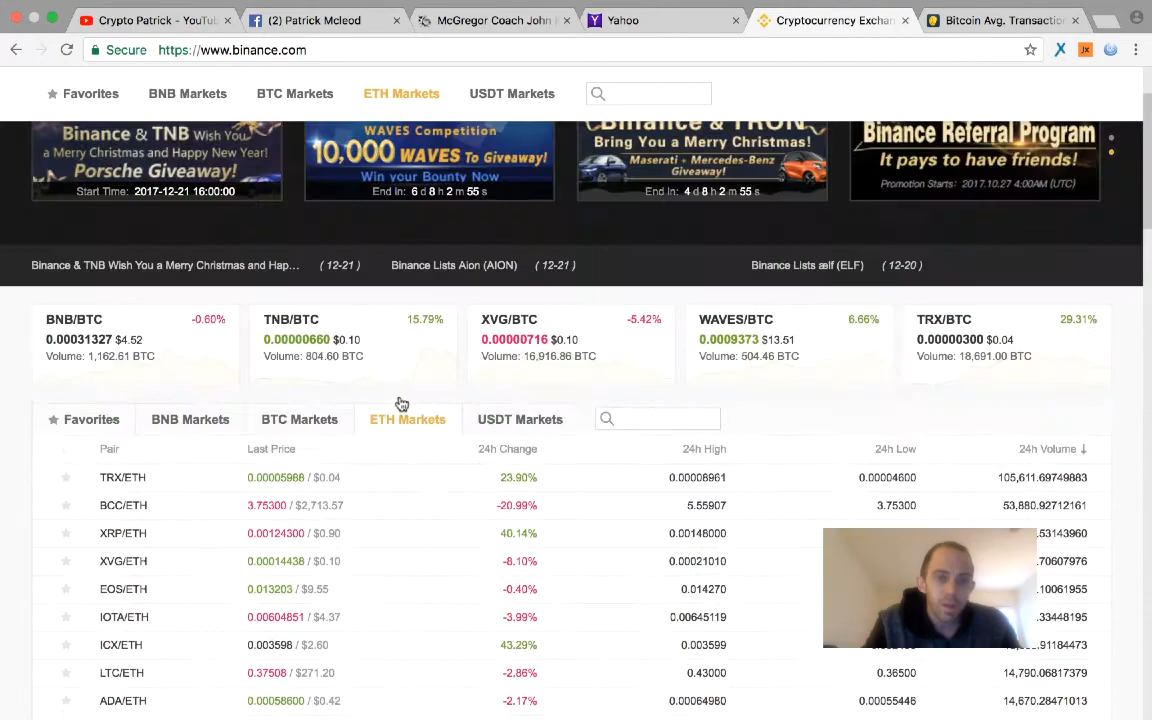 Crypto Patrick - YouTu
(2) Patrick Mcleod
McGregor Coach John
Yahoo
Cryptocurrency Exchan
Bitcoin Avg. Transactio
Secure https://www.binance.com
Favorites BNB Markets BTC Markets ETH Markets USDT Markets
Binance & TNB Wish You
a Merry Christmas and Happy New Year!
Porsche Giveaway!
Start Time: 2017-12-21 16:00:00
WAVES Competition
10,000 WAVES To Giveaway!
Win your Bounty Now
End In: 6 d 8 h 2 m 55 s
Binance & TRON
Bring You a Merry Christmas!
Maserati + Mercedes-Benz
Giveaway!
End In: 4 d 8 h 2 m 55 s
Binance Referral Program
It pays to have friends!
Promotion Starts: 2017.10.27 4:00AM (UTC)
Binance & TNB Wish You a Merry Christmas and Hap... ( 12-21 ) Binance Lists Aion (AION) ( 12-21 ) Binance Lists ælf (ELF) ( 12-20 )
BNB/BTC -0.60%
0.00031327 $4.52
Volume: 1,162.61 BTC
TNB/BTC 15.79%
0.00000660 $0.10
Volume: 804.60 BTC
XVG/BTC -5.42%
0.00000716 $0.10
Volume: 16,916.86 BTC
WAVES/BTC 6.66%
0.0009373 $13.51
Volume: 504.46 BTC
TRX/BTC 29.31%
0.00000300 $0.04
Volume: 18,691.00 BTC
Favorites BNB Markets BTC Markets ETH Markets USDT Markets
Pair Last Price 24h Change 24h High 24h Low 24h Volume ↓
TRX/ETH 0.00005988 / $0.04 23.90% 0.00008961 0.00004600 105,611.69749883
BCC/ETH 3.75300 / $2,713.57 -20.99% 5.55907 3.75300 53,880.92712161
XRP/ETH 0.00124300 / $0.90 40.14% 0.00148000 .53143960
XVG/ETH 0.00014438 / $0.10 -8.10% 0.00021010 .70607976
EOS/ETH 0.013203 / $9.55 -0.40% 0.014270 .10061955
IOTA/ETH 0.00604851 / $4.37 -3.99% 0.00645119 .33448195
ICX/ETH 0.003598 / $2.60 43.29% 0.003599 .91184473
LTC/ETH 0.37508 / $271.20 -2.86% 0.43000 0.36500 14,790.06817379
ADA/ETH 0.00058600 / $0.42 -2.17% 0.00064980 0.00055446 14,670.28471013